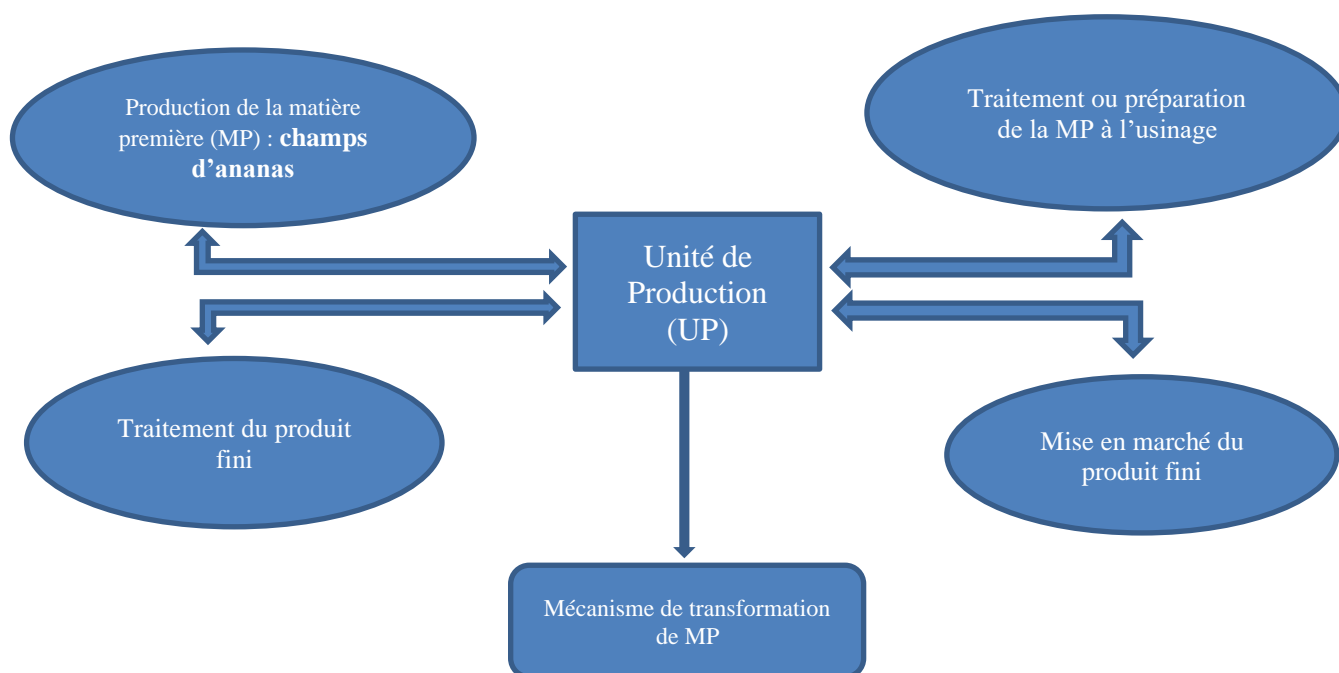 Production de la matière
première (MP) : champs
d’ananas
Traitement ou préparation
de la MP à l’usinage
Unité de
Production
(UP)
Traitement du produit
fini
Mise en marché du
produit fini
Mécanisme de transformation
de MP